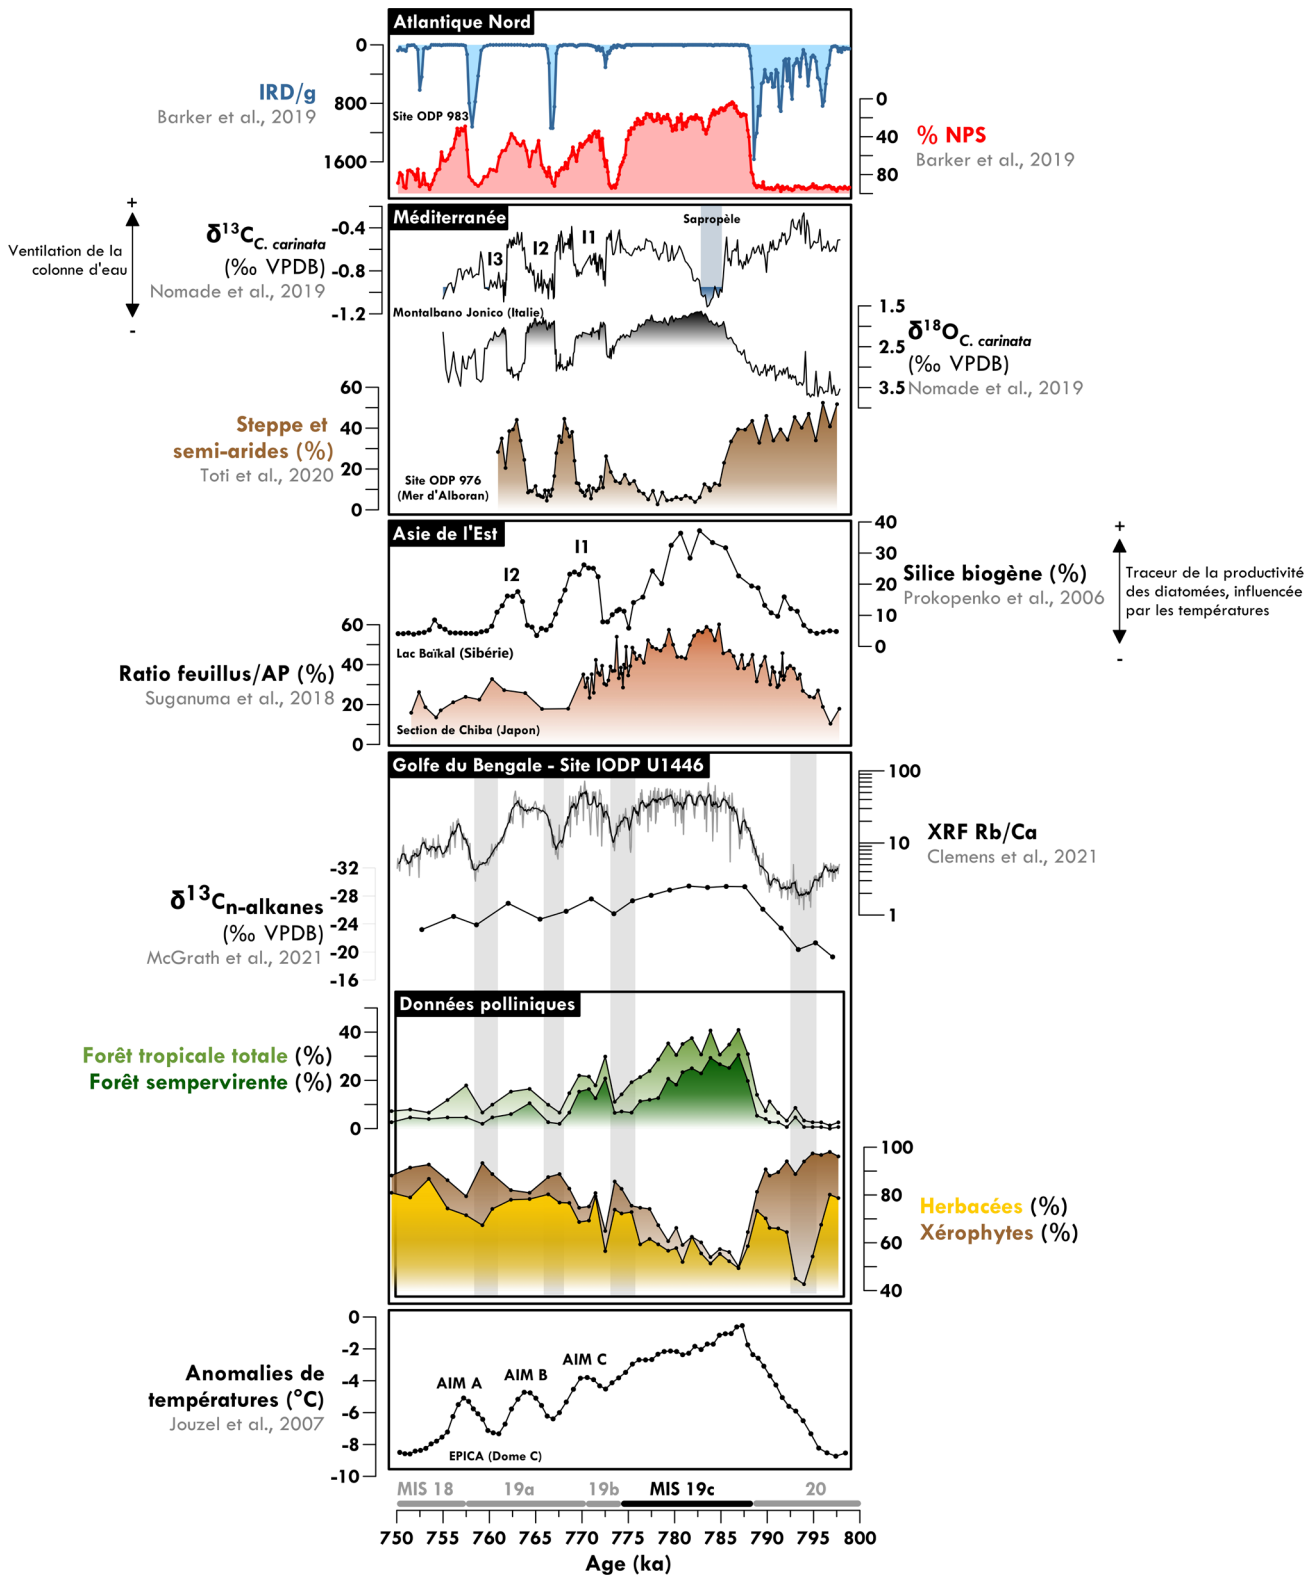 Atlantique Nord
0
800
1600
IRD/g
Barker et al., 2019
Site ODP 983
0
40
80
% NPS
Barker et al., 2019
+
Ventilation de la
colonne d'eau
-
Méditerranée
Sapropèle
-0.4
-0.8
-1.2
δ13C C. carinata
(‰ VPDB)
Nomade et al., 2019
I3
I2
I1
Montalbano Jonico (Italie)
1.5
2.5
3.5
δ18O C. carinata
(‰ VPDB)
Nomade et al., 2019
60
40
20
0
Steppe et
semi-arides (%)
Toti et al., 2020
Site ODP 976
(Mer d'Alboran)
Asie de l'Est
I2
I1
40
30
20
10
0
Silice biogène (%)
Prokopenko et al., 2006
+
Traceur de la productivité
des diatomées, influencée
par les températures
-
Lac Baïkal (Sibérie)
60
40
20
0
Ratio feuillus/AP (%)
Suganuma et al., 2018
Section de Chiba (Japon)
Golfe du Bengale - Site IODP U1446
100
10
1
XRF Rb/Ca
Clemens et al., 2021
-32
-28
-24
-20
-16
δ13Cn-alkanes
(‰ VPDB)
McGrath et al., 2021
Données polliniques
40
20
0
Forêt tropicale totale (%)
Forêt sempervirente (%)
100
80
60
40
Herbacées (%)
Xérophytes (%)
0
-2
-4
-6
-8
-10
Anomalies de
températures (°C)
Jouzel et al., 2007
AIM A
AIM B
AIM C
EPICA (Dome C)
MIS 18 19a 19b MIS 19c 20
750 755 760 765 770 775 780 785 790 795 800
Age (ka)